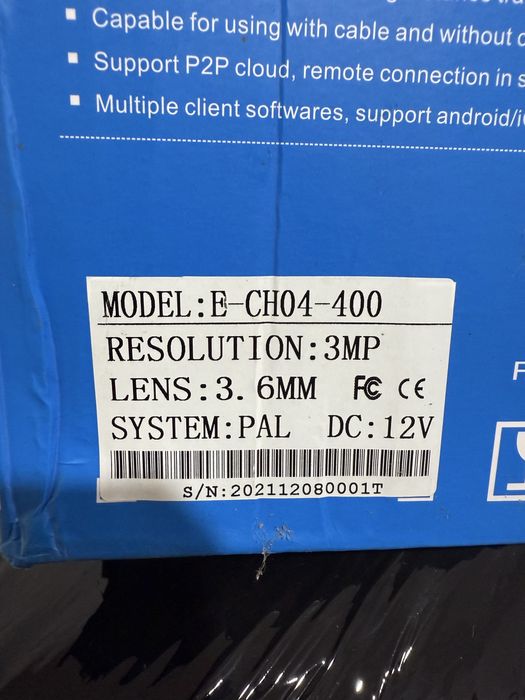 Capable for using with cable and without
Support P2P cloud, remote connection in
Multiple client softwares, support android/i
MODEL:E-CH04-400
RESOLUTION:3MP
LENS:3.6MM FC CE
SYSTEM:PAL DC:12V
S/N:202112080001T
F